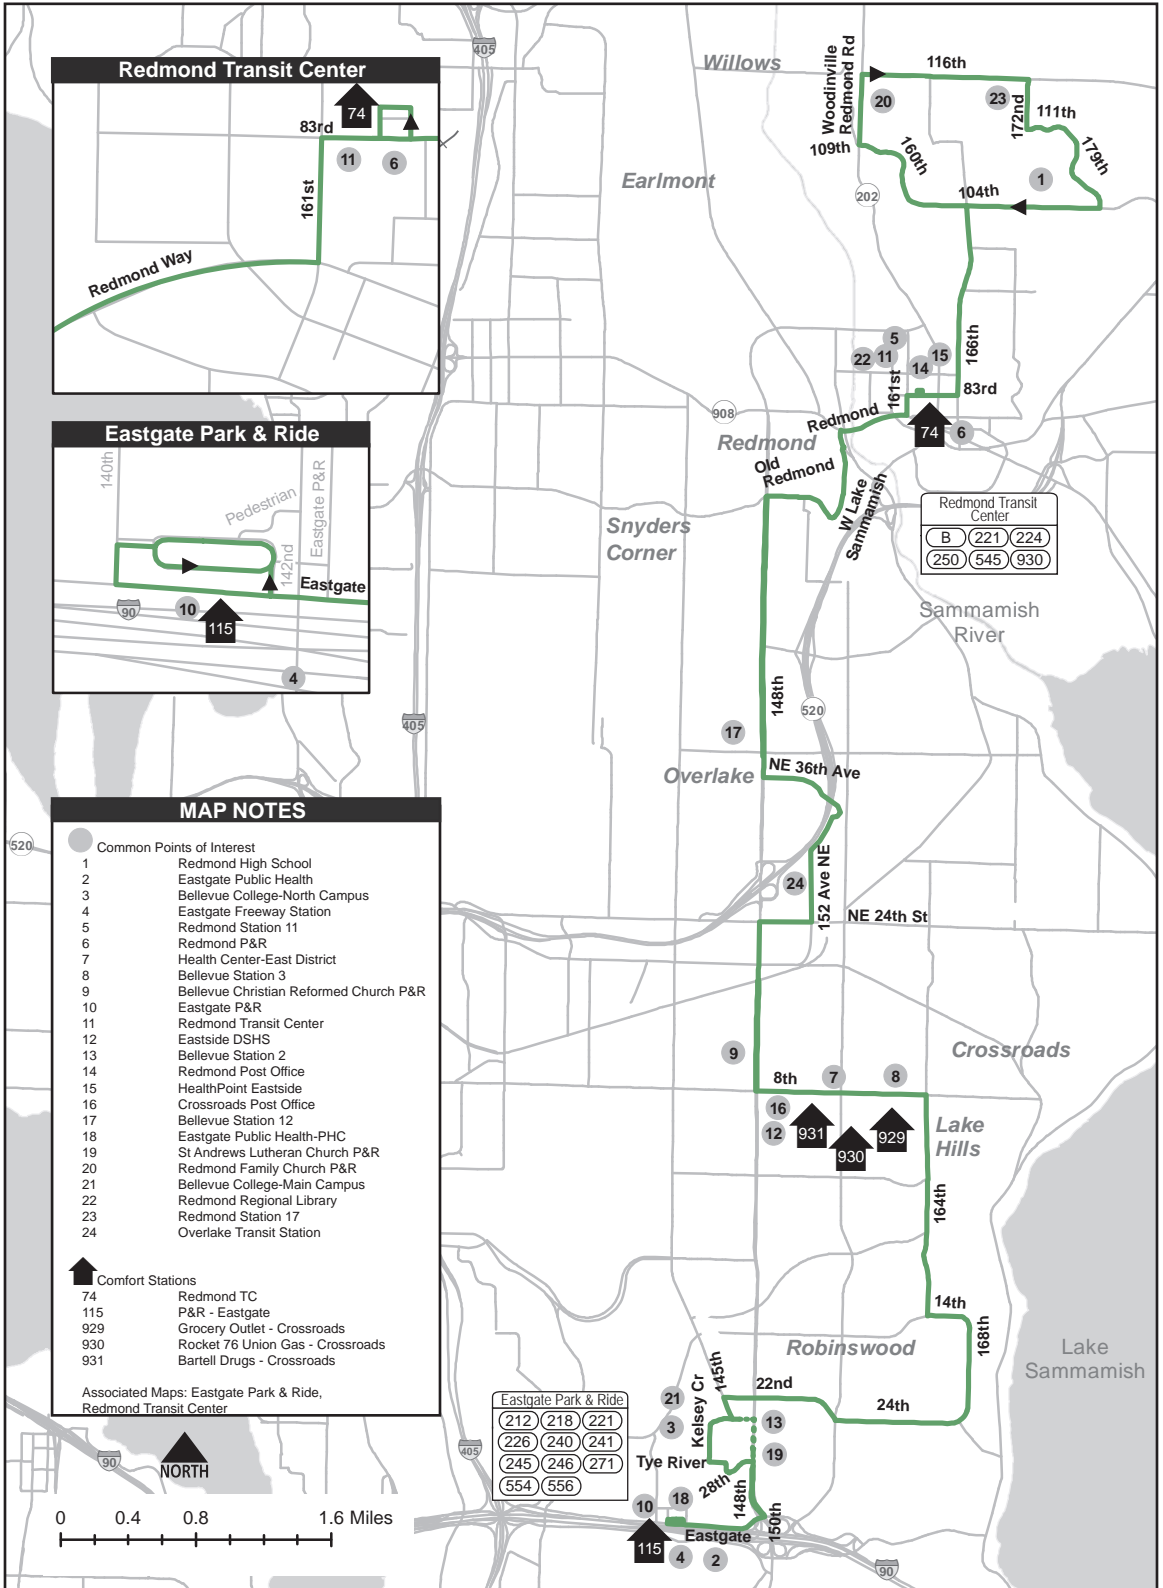 Redmond Transit Center
74
83rd
11
6
161st
Redmond Way
Eastgate Park & Ride
140th
Pedestrian
Eastgate P&R
142nd
Eastgate
90
10
115
4
MAP NOTES
Common Points of Interest
1 Redmond High School
2 Eastgate Public Health
3 Bellevue College-North Campus
4 Eastgate Freeway Station
5 Redmond Station 11
6 Redmond P&R
7 Health Center-East District
8 Bellevue Station 3
9 Bellevue Christian Reformed Church P&R
10 Eastgate P&R
11 Redmond Transit Center
12 Eastside DSHS
13 Bellevue Station 2
14 Redmond Post Office
15 HealthPoint Eastside
16 Crossroads Post Office
17 Bellevue Station 12
18 Eastgate Public Health-PHC
19 St Andrews Lutheran Church P&R
20 Redmond Family Church P&R
21 Bellevue College-Main Campus
22 Redmond Regional Library
23 Redmond Station 17
24 Overlake Transit Station
Comfort Stations
74 Redmond TC
115 P&R - Eastgate
929 Grocery Outlet - Crossroads
930 Rocket 76 Union Gas - Crossroads
931 Bartell Drugs - Crossroads
Associated Maps: Eastgate Park & Ride,
Redmond Transit Center
NORTH
0 0.4 0.8 1.6 Miles
405
Willows
Woodinville
Redmond Rd
116th
20
23
172nd
111th
179th
109th
160th
1
104th
202
Earlmont
166th
5
22
11
14
15
161st
83rd
908
Redmond
74
6
Redmond
Old
Redmond
W Lake
Sammamish
Redmond Transit
Center
B 221 224
250 545 930
Snyders
Corner
Sammamish
River
148th
520
405
17
Overlake
NE 36th Ave
520
24
152 Ave NE
NE 24th St
9
Crossroads
8th
7
8
16
12
931
930
929
Lake
Hills
164th
14th
168th
Robinswood
Lake
Sammamish
145th
22nd
24th
Kelsey Cr
21
3
13
19
Tye River
28th
148th
150th
Eastgate Park & Ride
212 218 221
226 240 241
245 246 271
554 556
405
90
10
18
Eastgate
115
4
2
90